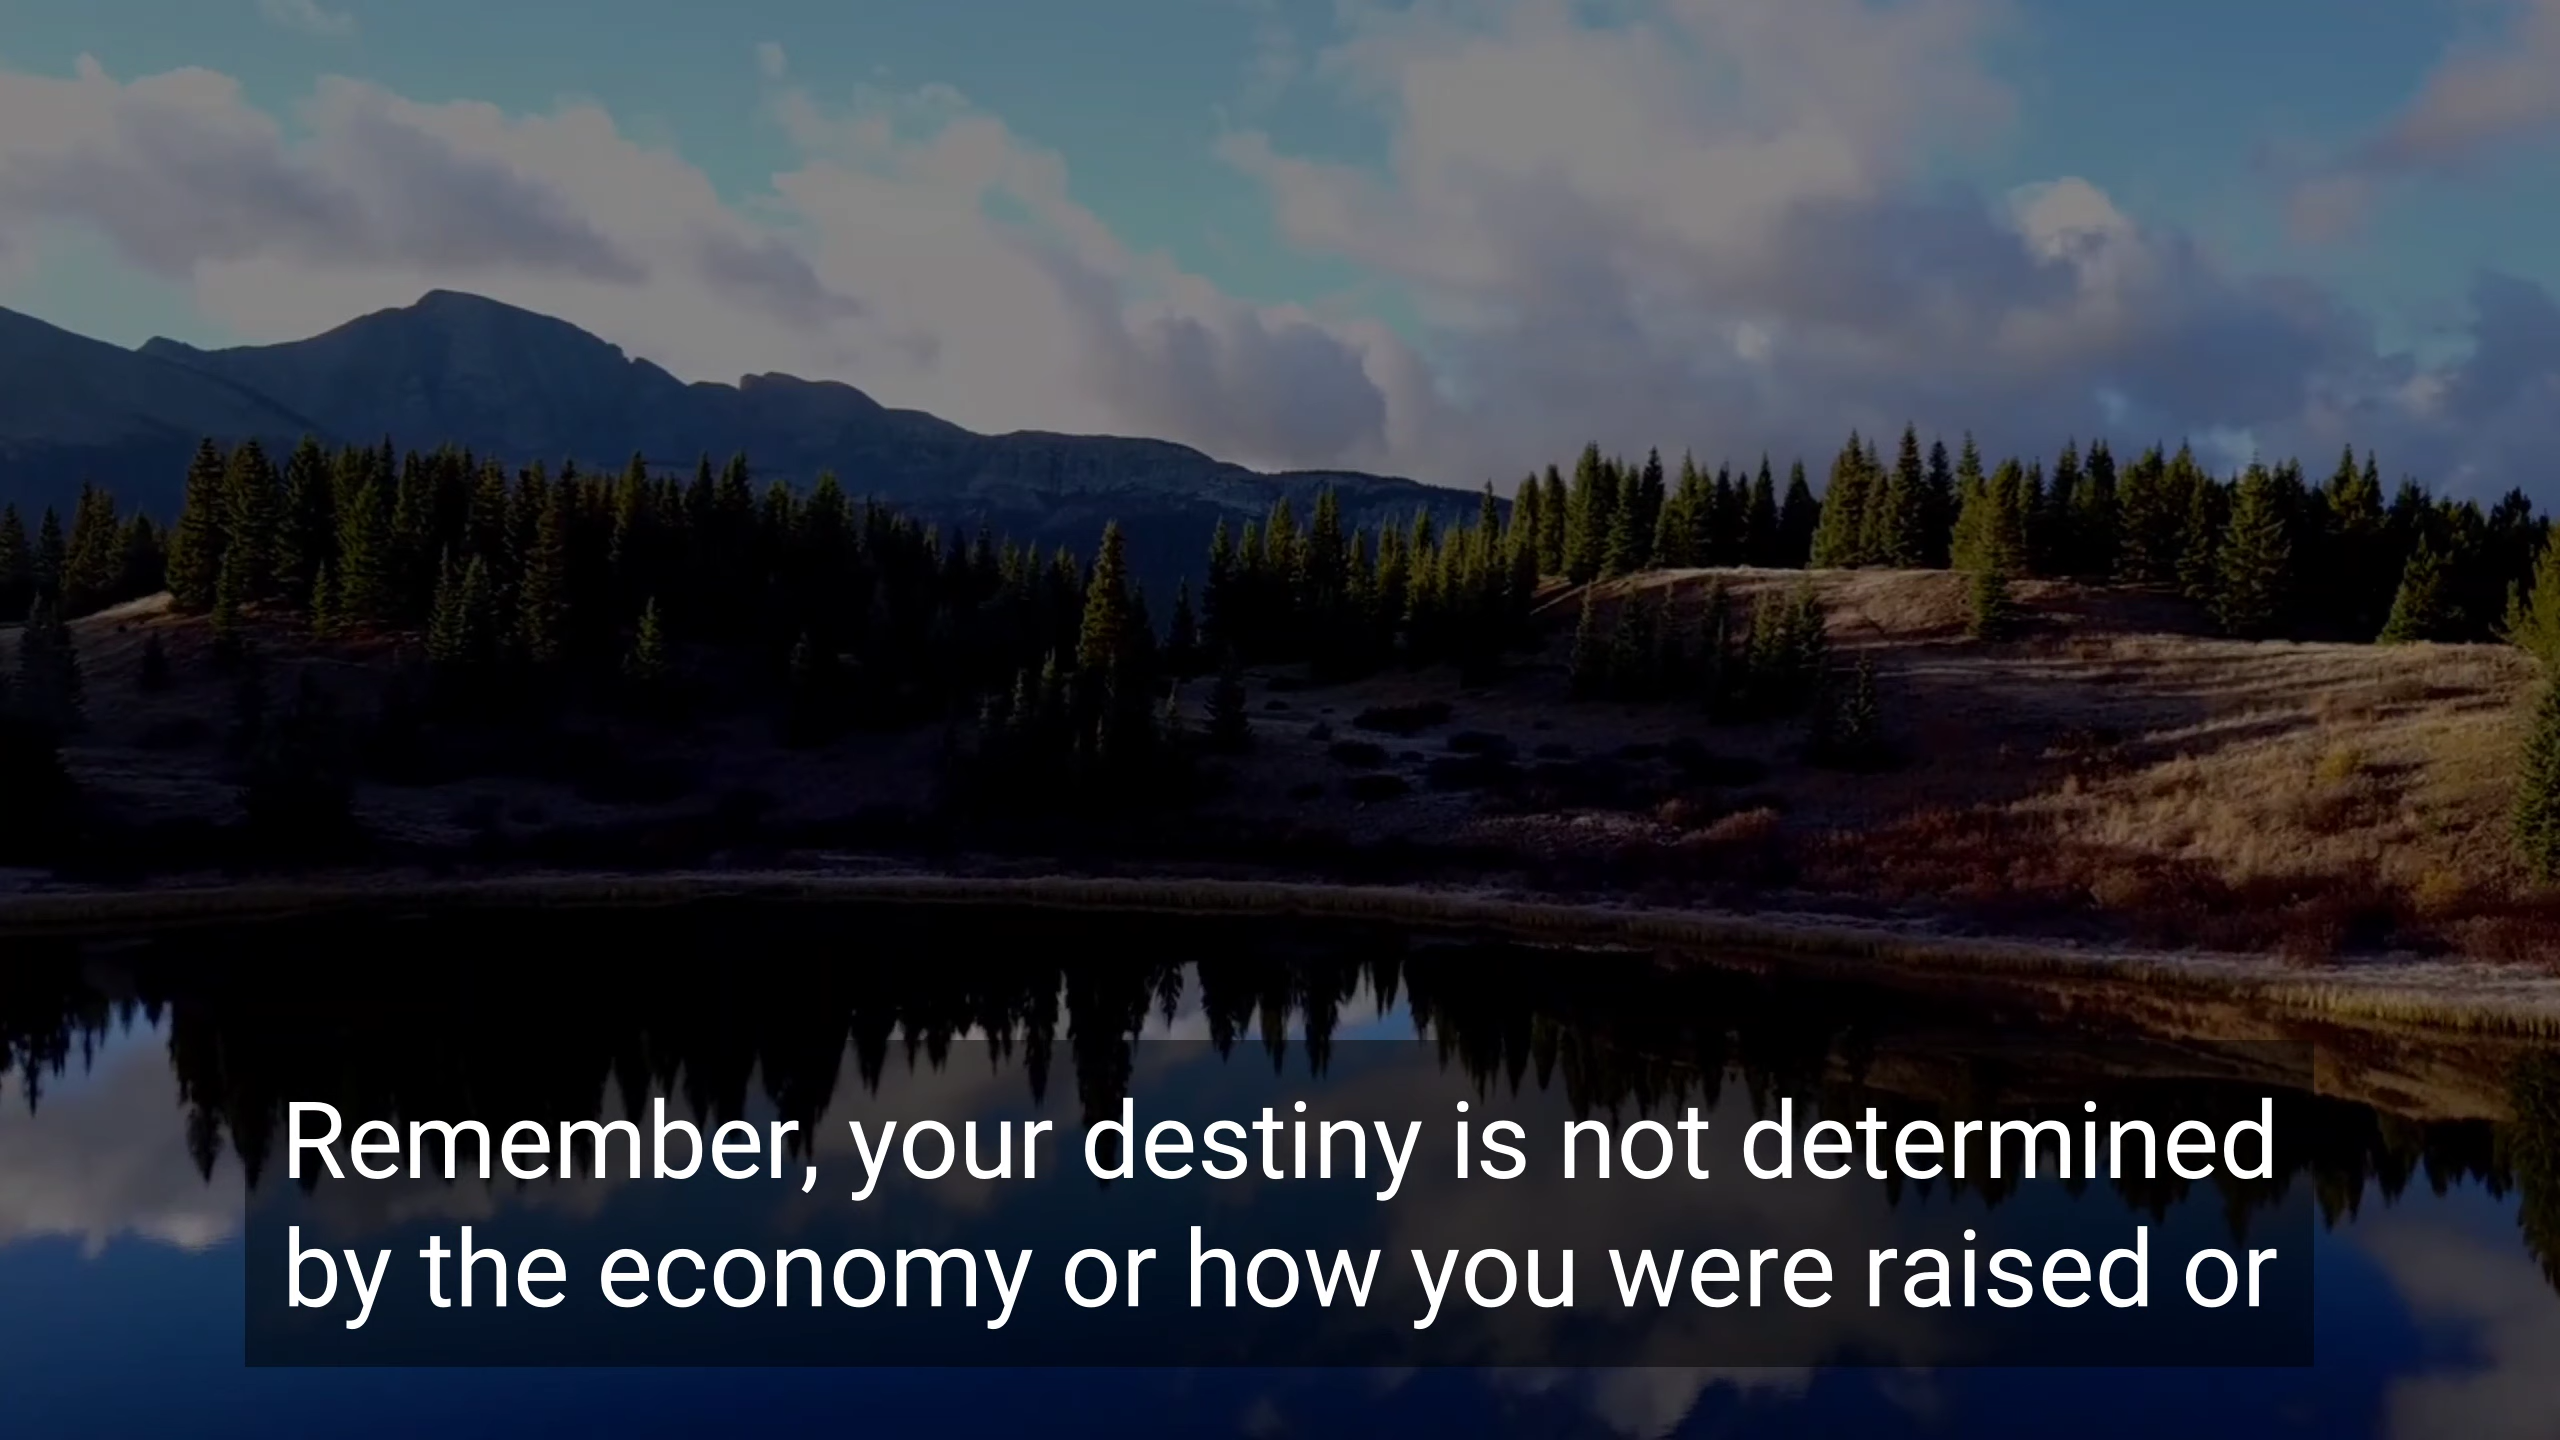 Remember, your destiny is not determined
by the economy or how you were raised or